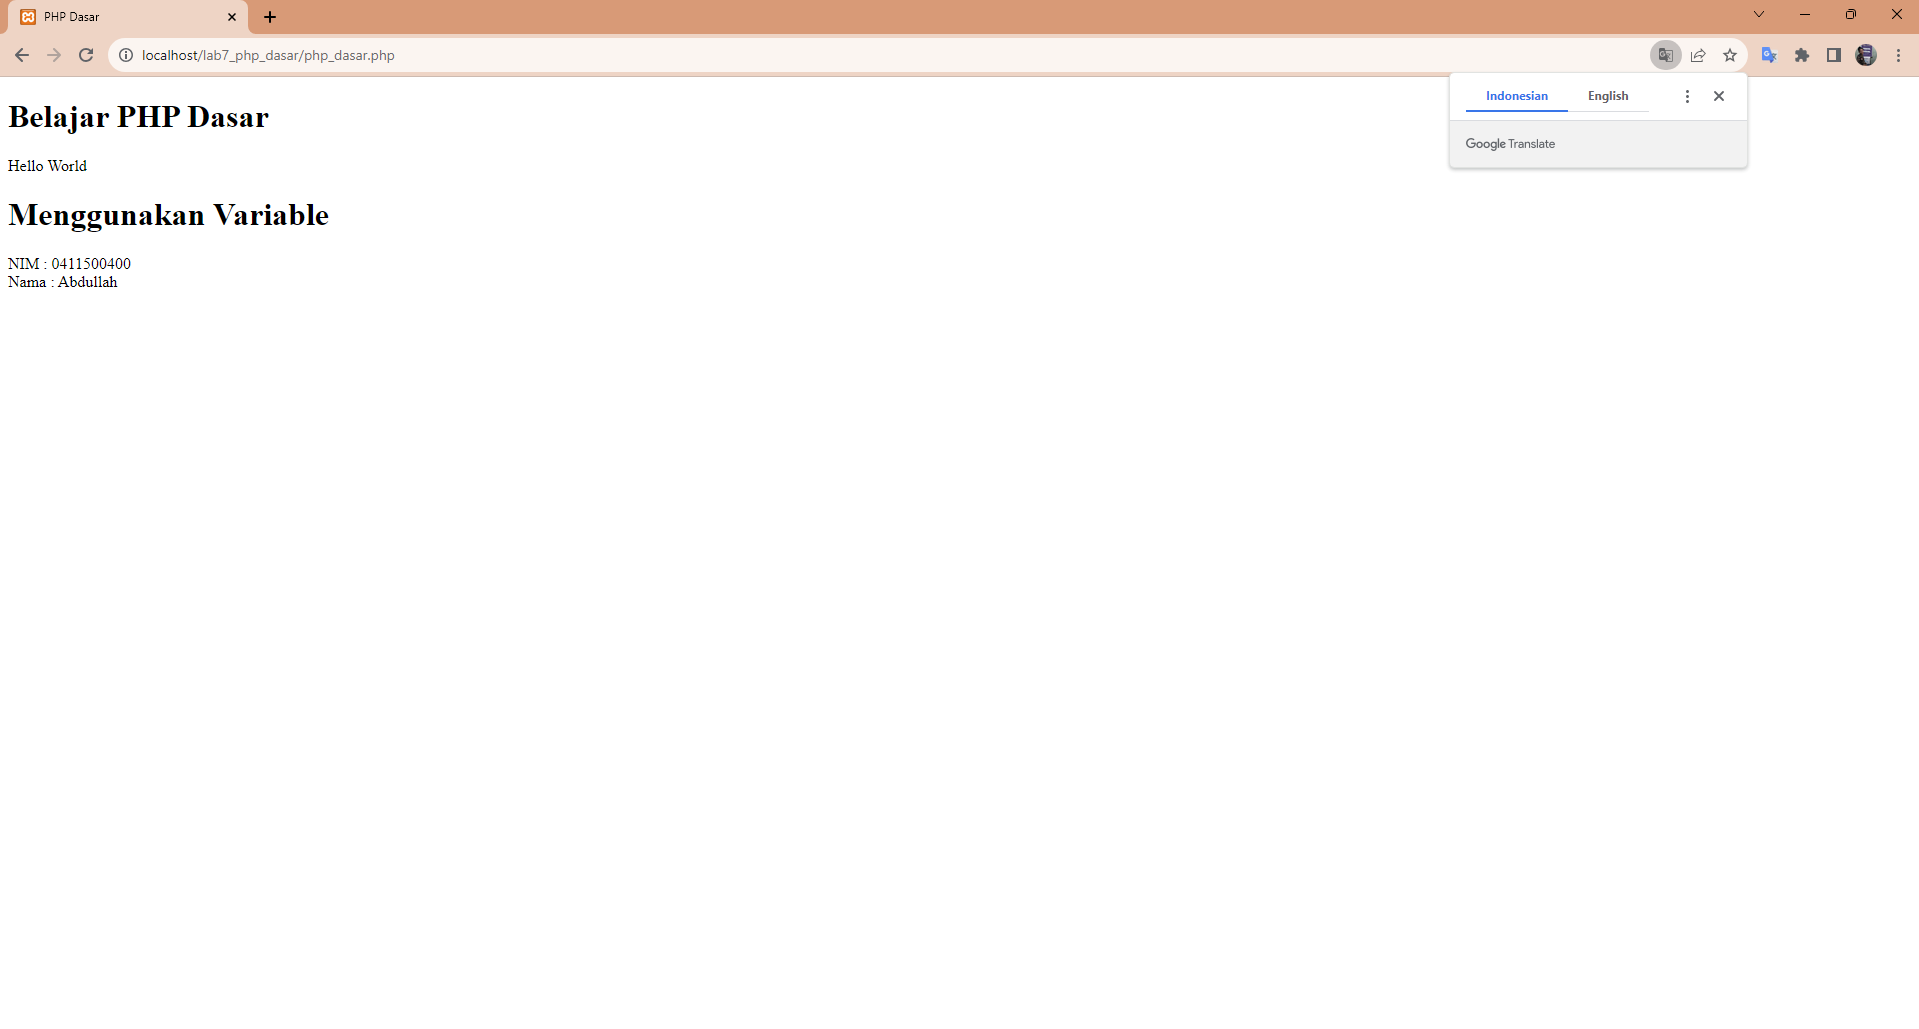 PHP Dasar
localhost/lab7_php_dasar/php_dasar.php
Indonesian English
Google Translate
Belajar PHP Dasar
Hello World
Menggunakan Variable
NIM : 0411500400
Nama : Abdullah